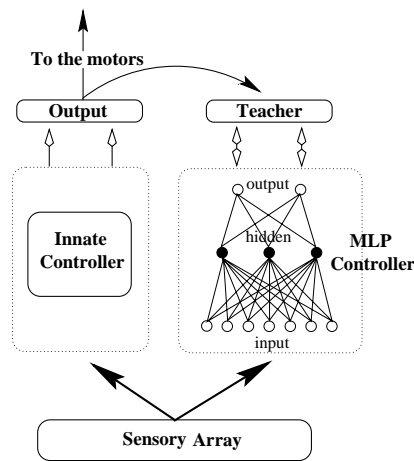 To the motors
Output
Teacher
output
Innate
Controller
hidden
MLP
Controller
input
Sensory Array